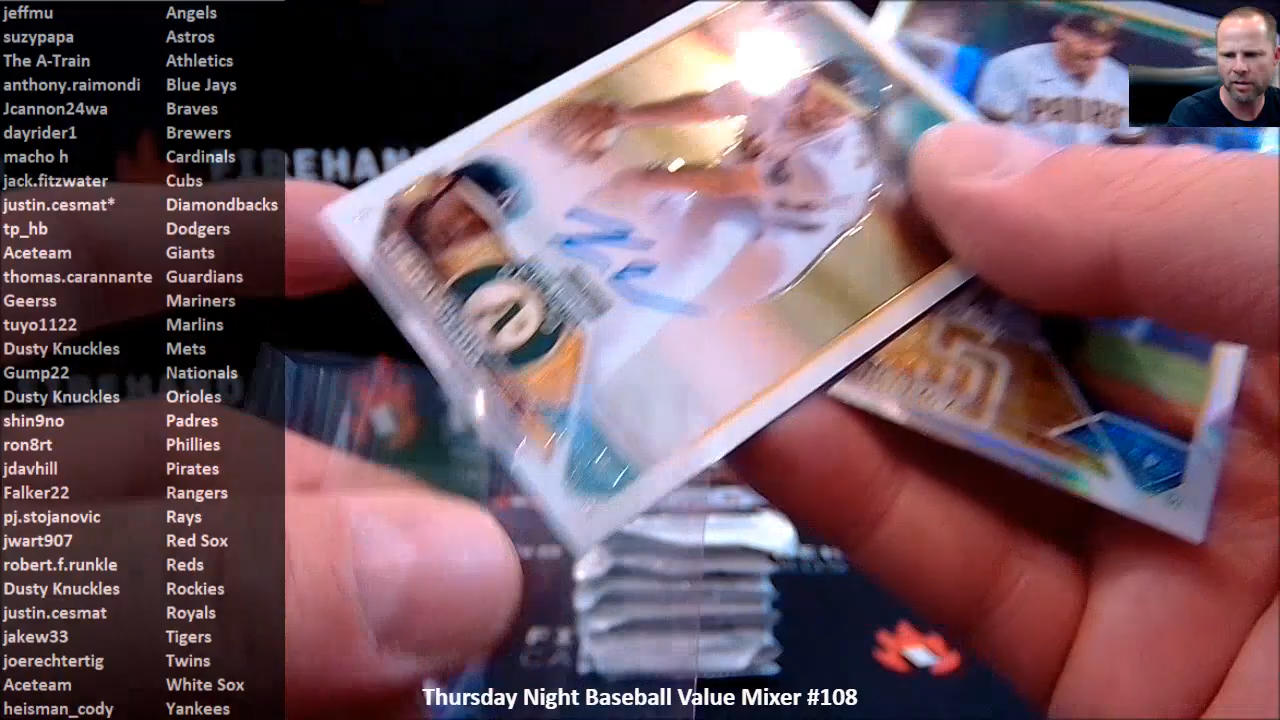 jeffmu Angels
suzypapa Astros
The A-Train Athletics
anthony.raimondi Blue Jays
Jcannon24wa Braves
dayrider1 Brewers
macho h Cardinals
jack.fitzwater Cubs
justin.cesmat* Diamondbacks
tp_hb Dodgers
Aceteam Giants
thomas.carannante Guardians
Geerss Mariners
tuyo1122 Marlins
Dusty Knuckles Mets
Gump22 Nationals
Dusty Knuckles Orioles
shin9no Padres
ron8rt Phillies
jdavhill Pirates
Falker22 Rangers
pj.stojanovic Rays
jwart907 Red Sox
robert.f.runkle Reds
Dusty Knuckles Rockies
justin.cesmat Royals
jakew33 Tigers
joerechtertig Twins
Aceteam White Sox
heisman_cody Yankees
FIREHAND
PADRES
Thursday Night Baseball Value Mixer #108